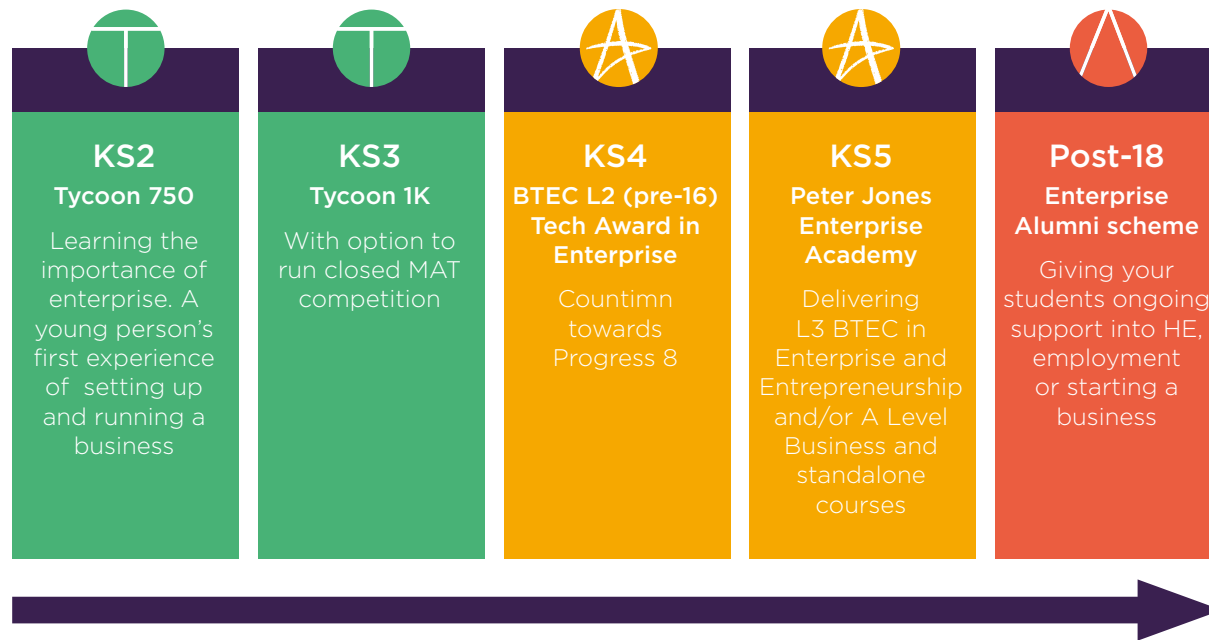 KS2
Tycoon 750
Learning the
importance of
enterprise. A
young person's
first experience
of setting up
and running a
business
KS3
Tycoon 1K
With option to
run closed MAT
competition
KS4
BTEC L2 (pre-16)
Tech Award in
Enterprise
Countimn
towards
Progress 8
KS5
Peter Jones
Enterprise
Academy
Delivering
L3 BTEC in
Enterprise and
Entrepreneurship
and/or A Level
Business and
standalone
courses
Post-18
Enterprise
Alumni scheme
Giving your
students ongoing
support into HE,
employment
or starting a
business